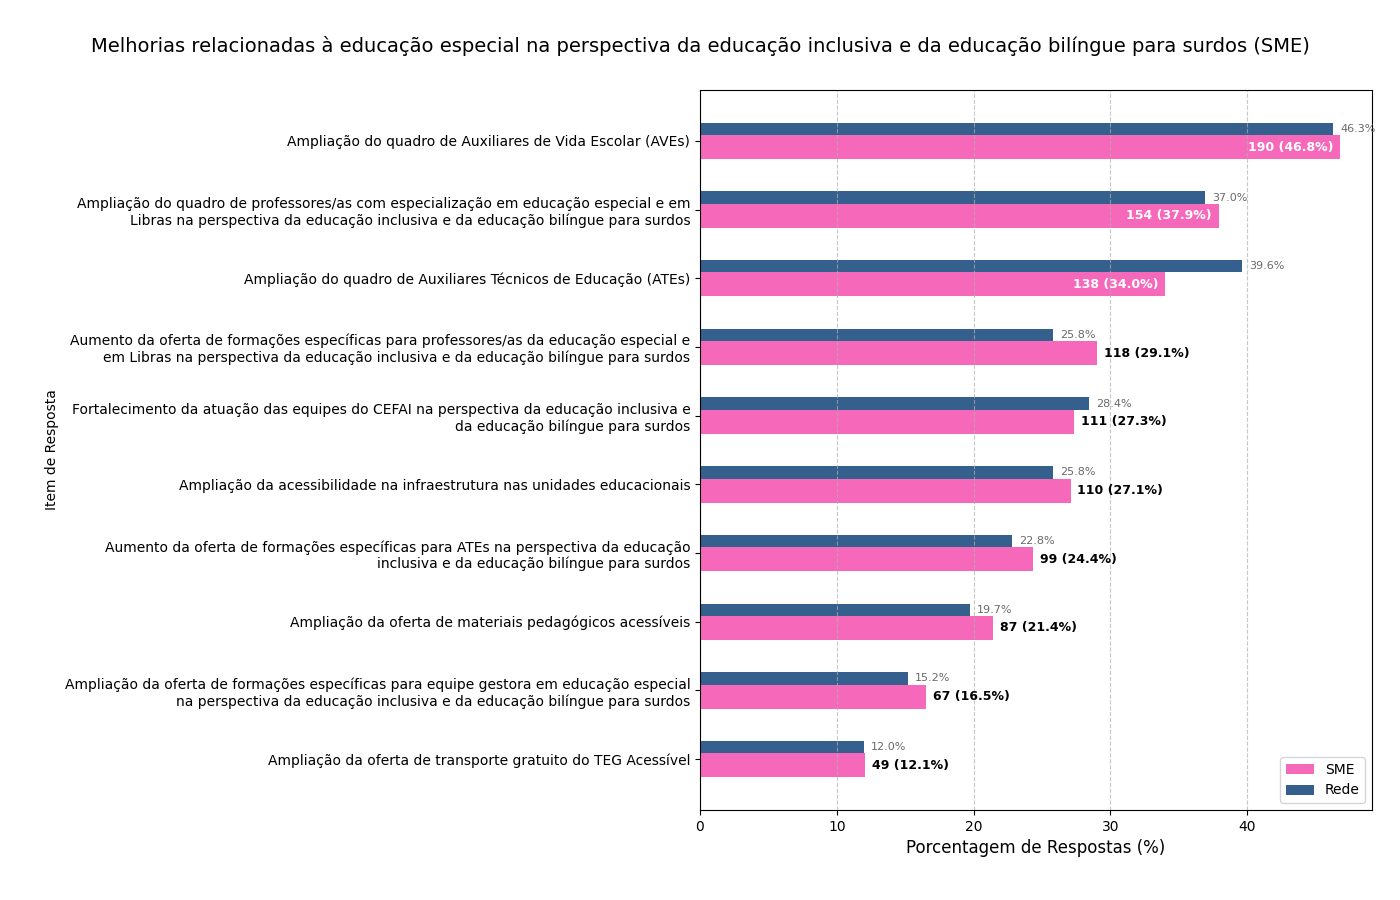 Melhorias relacionadas à educação especial na perspectiva da educação inclusiva e da educação bilíngue para surdos (SME)
Ampliação do quadro de Auxiliares de Vida Escolar (AVEs)
46.3%
190 (46.8%)
Ampliação do quadro de professores/as com especialização em educação especial e em
Libras na perspectiva da educação inclusiva e da educação bilíngue para surdos
37.0%
154 (37.9%)
Ampliação do quadro de Auxiliares Técnicos de Educação (ATEs)
39.6%
138 (34.0%)
Aumento da oferta de formações específicas para professores/as da educação especial e
em Libras na perspectiva da educação inclusiva e da educação bilíngue para surdos
25.8%
118 (29.1%)
Fortalecimento da atuação das equipes do CEFAI na perspectiva da educação inclusiva e
da educação bilíngue para surdos
28.4%
111 (27.3%)
Ampliação da acessibilidade na infraestrutura nas unidades educacionais
25.8%
110 (27.1%)
Aumento da oferta de formações específicas para ATEs na perspectiva da educação
inclusiva e da educação bilíngue para surdos
22.8%
99 (24.4%)
Ampliação da oferta de materiais pedagógicos acessíveis
19.7%
87 (21.4%)
Ampliação da oferta de formações específicas para equipe gestora em educação especial
na perspectiva da educação inclusiva e da educação bilíngue para surdos
15.2%
67 (16.5%)
Ampliação da oferta de transporte gratuito do TEG Acessível
12.0%
49 (12.1%)
Item de Resposta
SME
Rede
0 10 20 30 40
Porcentagem de Respostas (%)